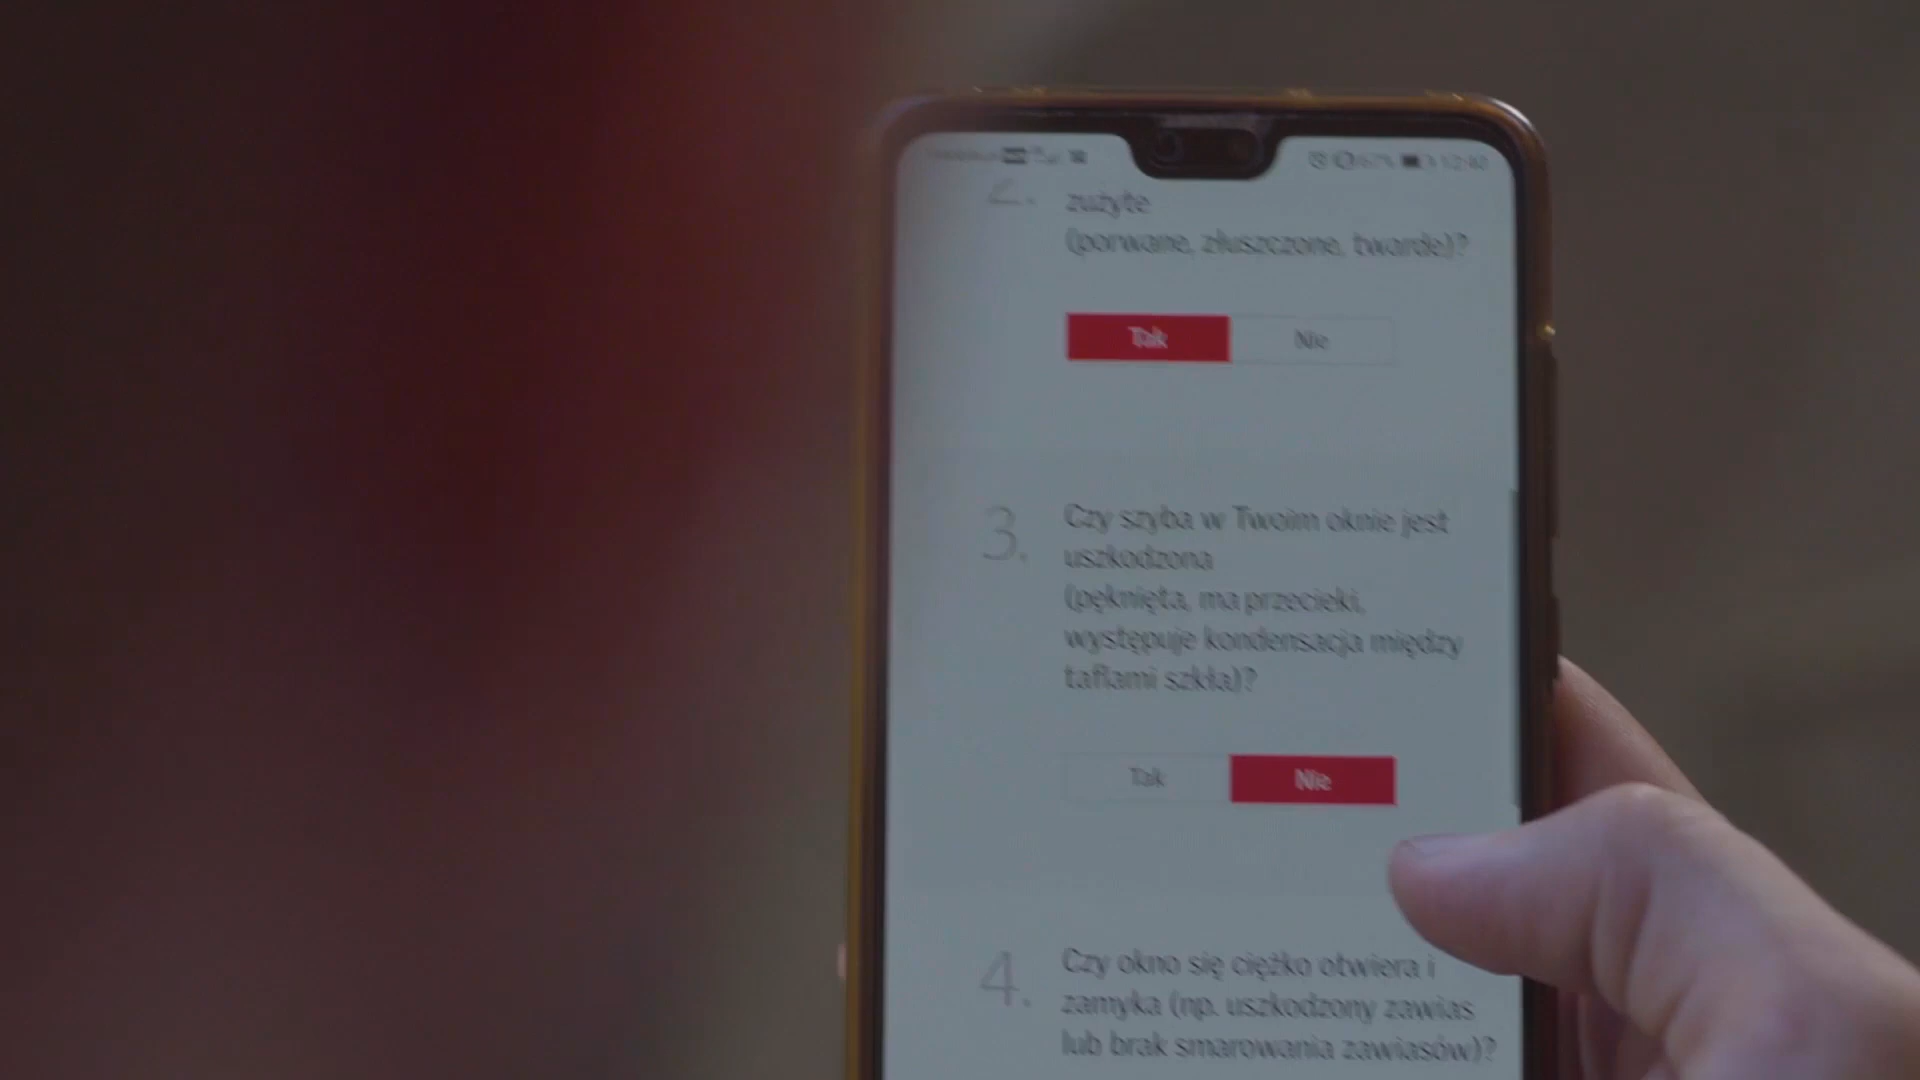 2. zużyte
(porwane, złuszczone, twarde)?
Tak Nie
3. Czy szyba w Twoim oknie jest
uszkodzona
(pęknięta, ma przecieki,
występuje kondensacja między
taflami szkła)?
Tak Nie
4. Czy okno się ciężko otwiera i
zamyka (np. uszkodzony zawias
lub brak smarowania zawiasów)?